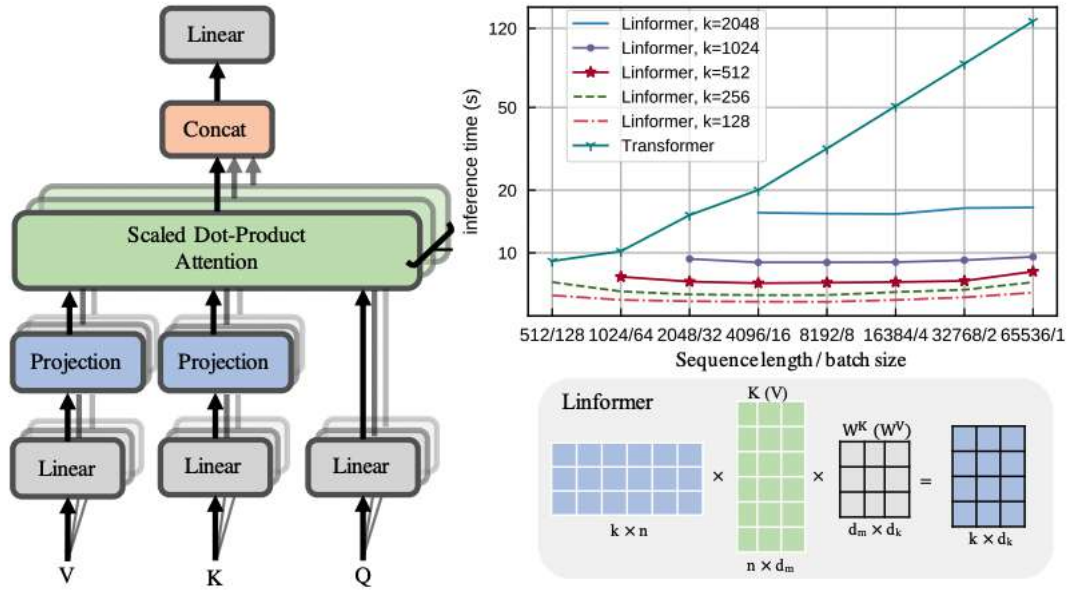 Linear
Concat
Scaled Dot-Product
Attention
Projection
Projection
Linear
Linear
Linear
V
K
Q
inference time (s)
120
50
20
10
Linformer, k=2048
Linformer, k=1024
Linformer, k=512
Linformer, k=256
Linformer, k=128
Transformer
512/128 1024/64 2048/32 4096/16 8192/8 16384/4 32768/2 65536/1
Sequence length / batch size
Linformer
K (V)
W^K (W^V)
× × =
k × n
n × d_m
d_m × d_k
k × d_k